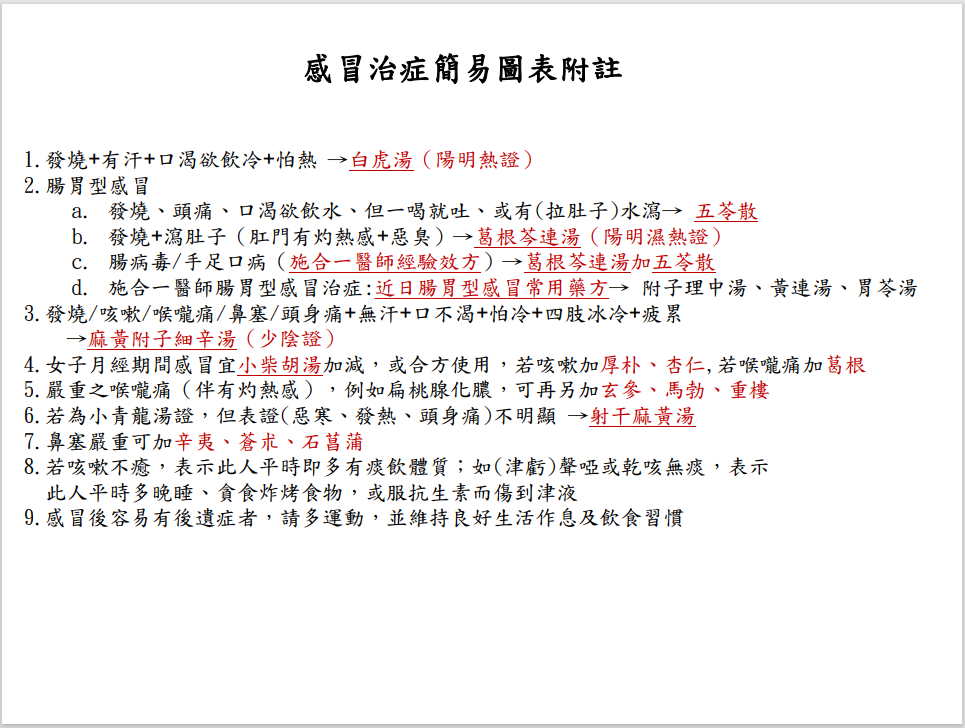 感冒治症簡易圖表附註
1.發燒+有汗+口渴欲飲冷+怕熱 →白虎湯（陽明熱證）
2.腸胃型感冒
a. 發燒、頭痛、口渴欲飲水、但一喝就吐、或有(拉肚子)水瀉→ 五苓散
b. 發燒+瀉肚子（肛門有灼熱感+惡臭）→葛根芩連湯（陽明濕熱證）
c. 腸病毒/手足口病（施合一醫師經驗效方）→葛根芩連湯加五苓散
d. 施合一醫師腸胃型感冒治症:近日腸胃型感冒常用藥方→ 附子理中湯、黃連湯、胃苓湯
3.發燒/咳嗽/喉嚨痛/鼻塞/頭身痛+無汗+口不渴+怕冷+四肢冰冷+疲累
→麻黃附子細辛湯（少陰證）
4.女子月經期間感冒宜小柴胡湯加減，或合方使用，若咳嗽加厚朴、杏仁,若喉嚨痛加葛根
5.嚴重之喉嚨痛（伴有灼熱感），例如扁桃腺化膿，可再另加玄參、馬勃、重樓
6.若為小青龍湯證，但表證(惡寒、發熱、頭身痛)不明顯 →射干麻黃湯
7.鼻塞嚴重可加辛夷、蒼朮、石菖蒲
8.若咳嗽不癒，表示此人平時即多有痰飲體質；如(津虧)聲啞或乾咳無痰，表示
此人平時多晚睡、貪食炸烤食物，或服抗生素而傷到津液
9.感冒後容易有後遺症者，請多運動，並維持良好生活作息及飲食習慣